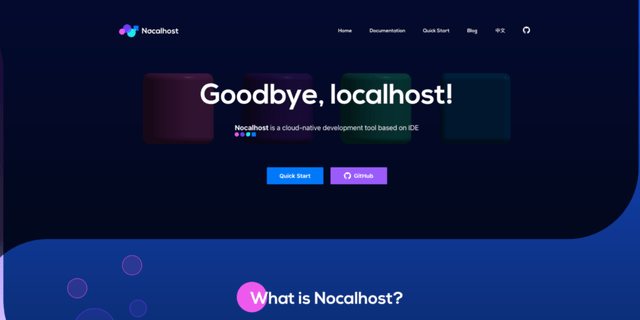 Nocalhost
Home
Documentation
Quick Start
Blog
中文
Goodbye, localhost!
Nocalhost is a cloud-native development tool based on IDE
Quick Start
GitHub
What is Nocalhost?